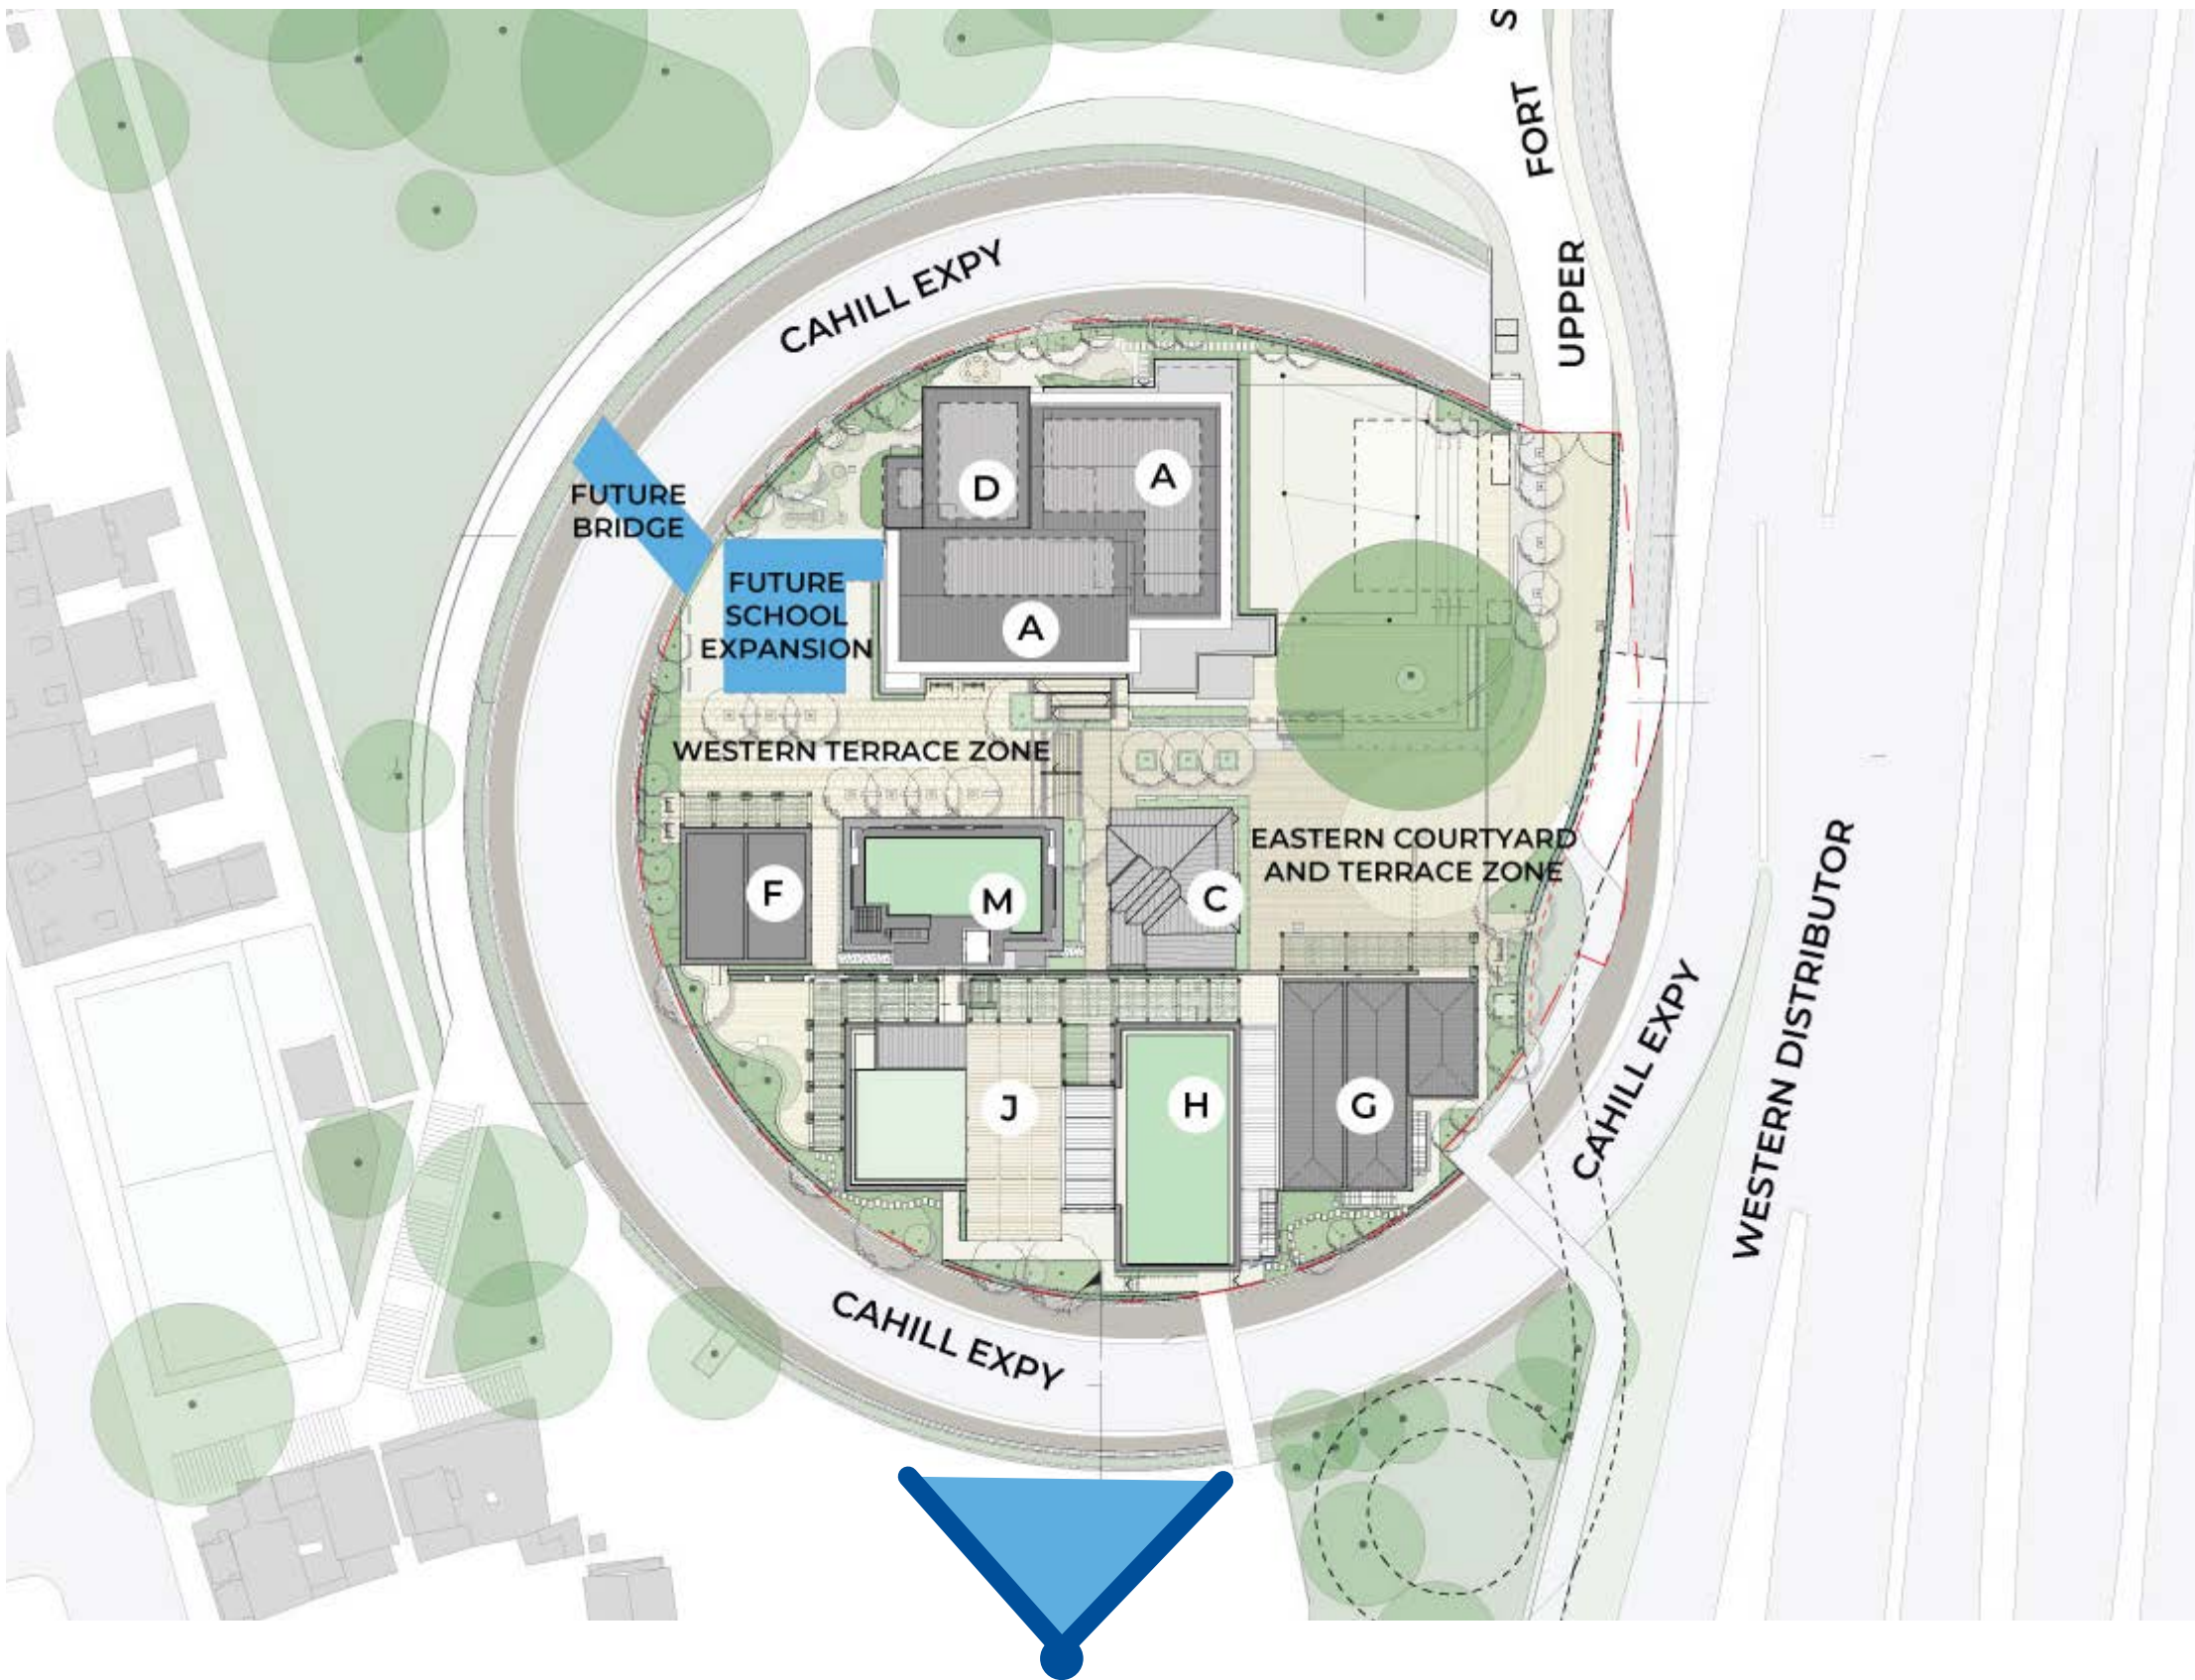 S
FORT
UPPER
CAHILL EXPY
D
A
FUTURE
BRIDGE
FUTURE
SCHOOL
EXPANSION
A
WESTERN TERRACE ZONE
EASTERN COURTYARD
AND TERRACE ZONE
F
M
C
WESTERN DISTRIBUTOR
CAHILL EXPY
J
H
G
CAHILL EXPY